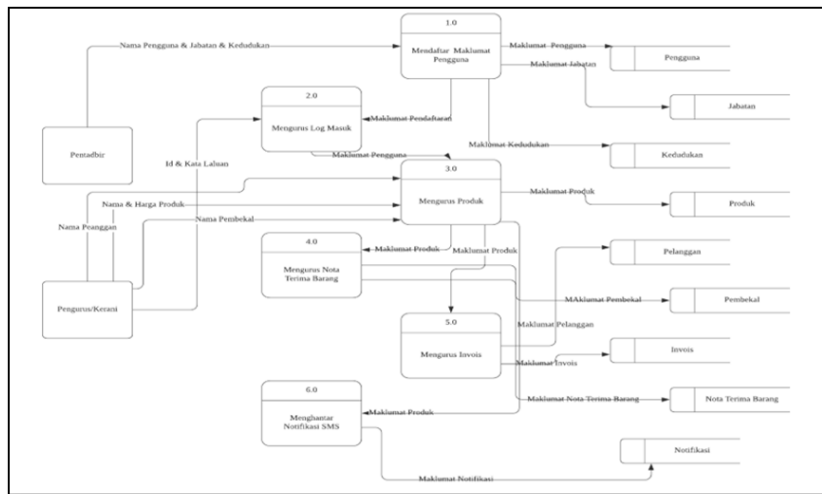 1.0
Mendaftar Maklumat
Pengguna
Nama Pengguna & Jabatan & Kedudukan
Maklumat Pengguna
Pengguna
Maklumat Jabatan
Jabatan
2.0
Mengurus Log Masuk
Maklumat Pendaftaran
Pentadbir
Maklumat Kedudukan
Kedudukan
Id & Kata Laluan
Maklumat Pengguna
3.0
Mengurus Produk
Maklumat Produk
Produk
Nama & Harga Produk
Nama Pembekal
Nama Peanggan
4.0
Mengurus Nota
Terima Barang
Maklumat Produk
Maklumat Produk
Pelanggan
Pengurus/Kerani
MAklumat Pembekal
Pembekal
5.0
Mengurus Invois
Maklumat Pelanggan
Invois
Maklumat Invois
6.0
Menghantar
Notifikasi SMS
Maklumat Produk
Maklumat Nota Terima Barang
Nota Terima Barang
Notifikasi
Maklumat Notifikasi